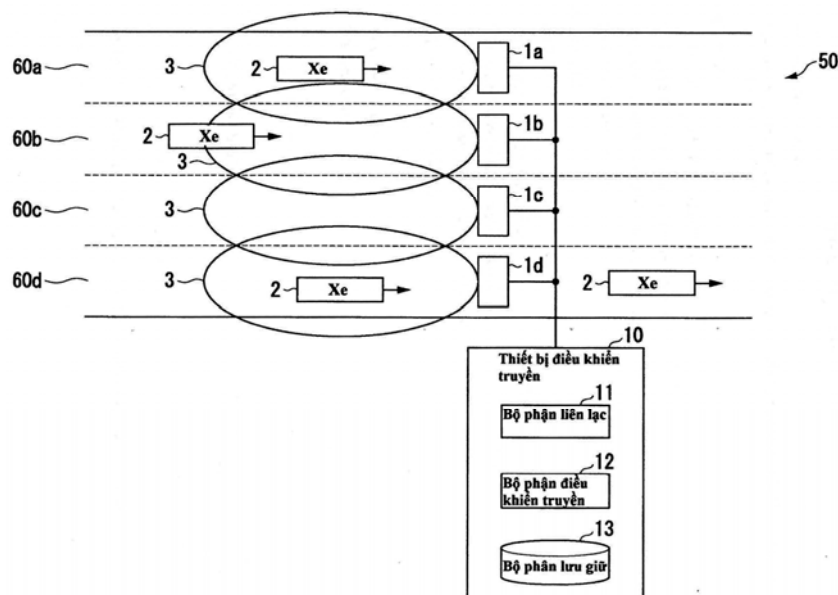 1a
50
60a
3
2
Xe
1b
60b
2
Xe
3
1c
60c
3
1d
60d
3
2
Xe
2
Xe
10
Thiết bị điều khiển
truyền
11
Bộ phận liên lạc
12
Bộ phận điều
khiển truyền
13
Bộ phân lưu giữ